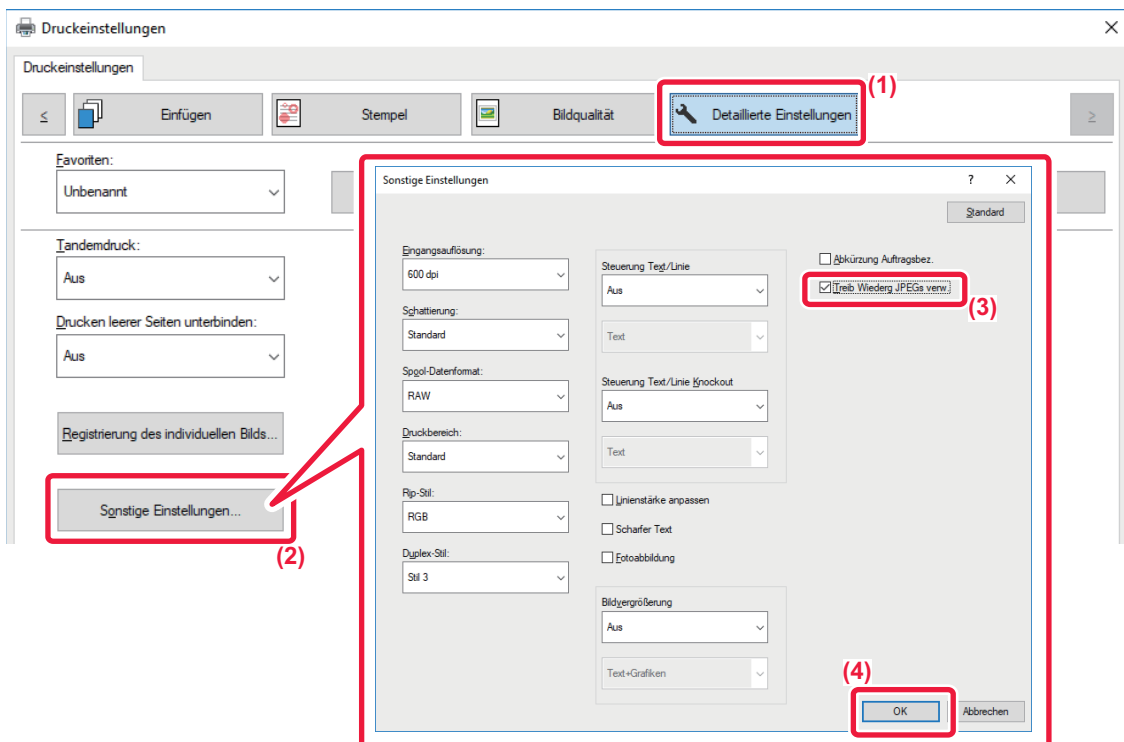 Druckeinstellungen
Druckeinstellungen
(1)
<
Einfügen
Stempel
Bildqualität
Detaillierte Einstellungen
>
Favoriten:
Unbenannt
Tandemdruck:
Aus
Drucken leerer Seiten unterbinden:
Aus
Registrierung des individuellen Bilds...
Sonstige Einstellungen...
(2)
Sonstige Einstellungen
?
Standard
Eingangsauflösung:
600 dpi
Schattierung:
Standard
Spool-Datenformat:
RAW
Druckbereich:
Standard
Rip-Stil:
RGB
Duplex-Stil:
Stil 3
Steuerung Text/Linie
Aus
Text
Steuerung Text/Linie Knockout
Aus
Text
Linienstärke anpassen
Scharfer Text
Fotoabbildung
Bildvergrößerung
Aus
Text+Grafiken
Abkürzung Auftragsbez.
Treib Wiederg JPEGs verw.
(3)
(4)
OK
Abbrechen